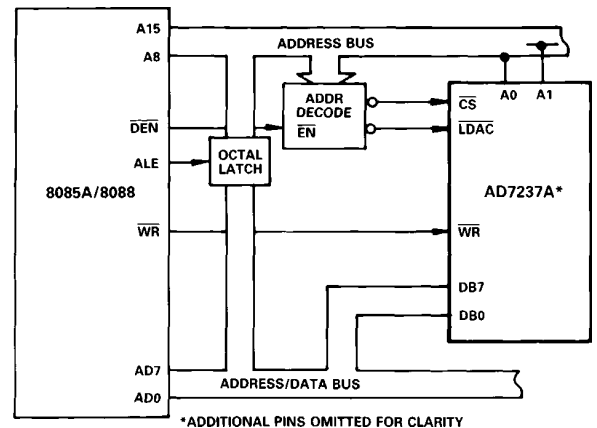 A15
A8
ADDRESS BUS
A0 A1
ADDR
DECODE
EN
CS
LDAC
DEN
ALE
OCTAL
LATCH
8085A/8088
AD7237A*
WR
WR
DB7
DB0
AD7
AD0
ADDRESS/DATA BUS
*ADDITIONAL PINS OMITTED FOR CLARITY